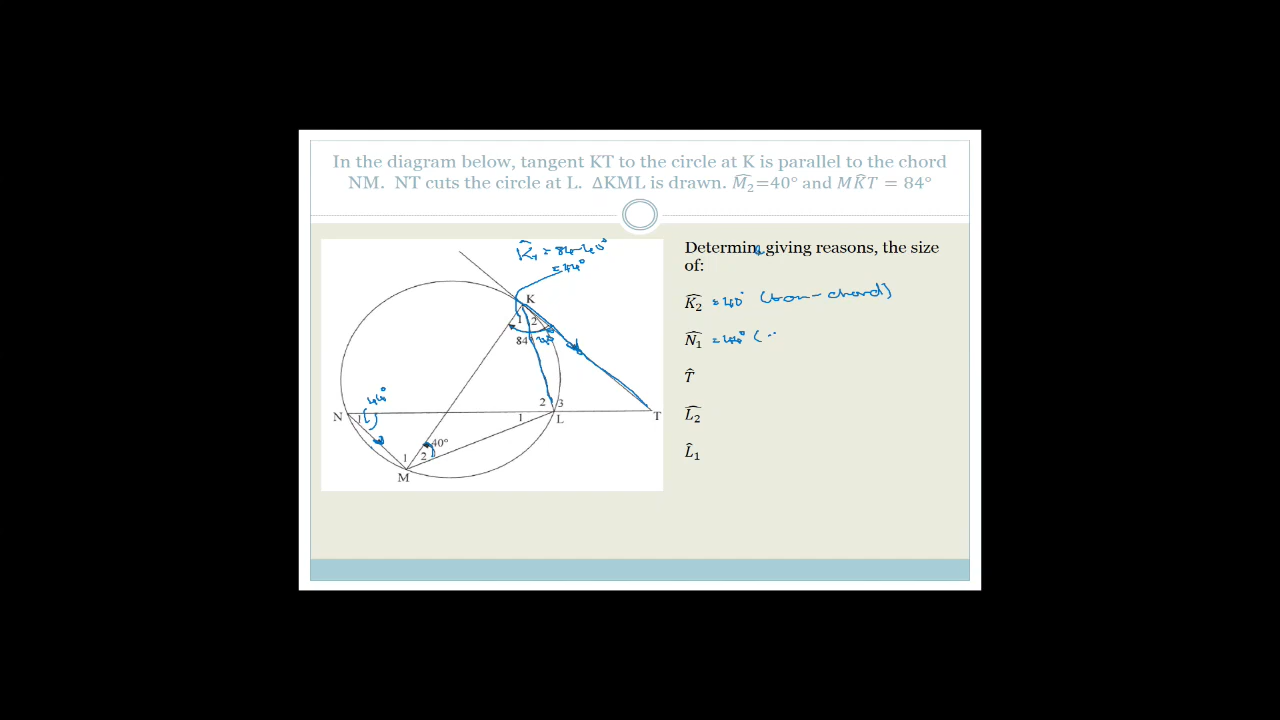 In the diagram below, tangent KT to the circle at K is parallel to the chord
NM. NT cuts the circle at L. ΔKML is drawn. M̂₂=40° and MK̂T = 84°
K̂₁ = 84-40°
= 44°
Determine giving reasons, the size
of:
K̂₂ = 40° (tan-chord)
N̂₁ = 44° (
T̂
L̂₂
L̂₁
K
1 2
84 40
44°
N 1
2 3
1 L T
40°
1 2
M